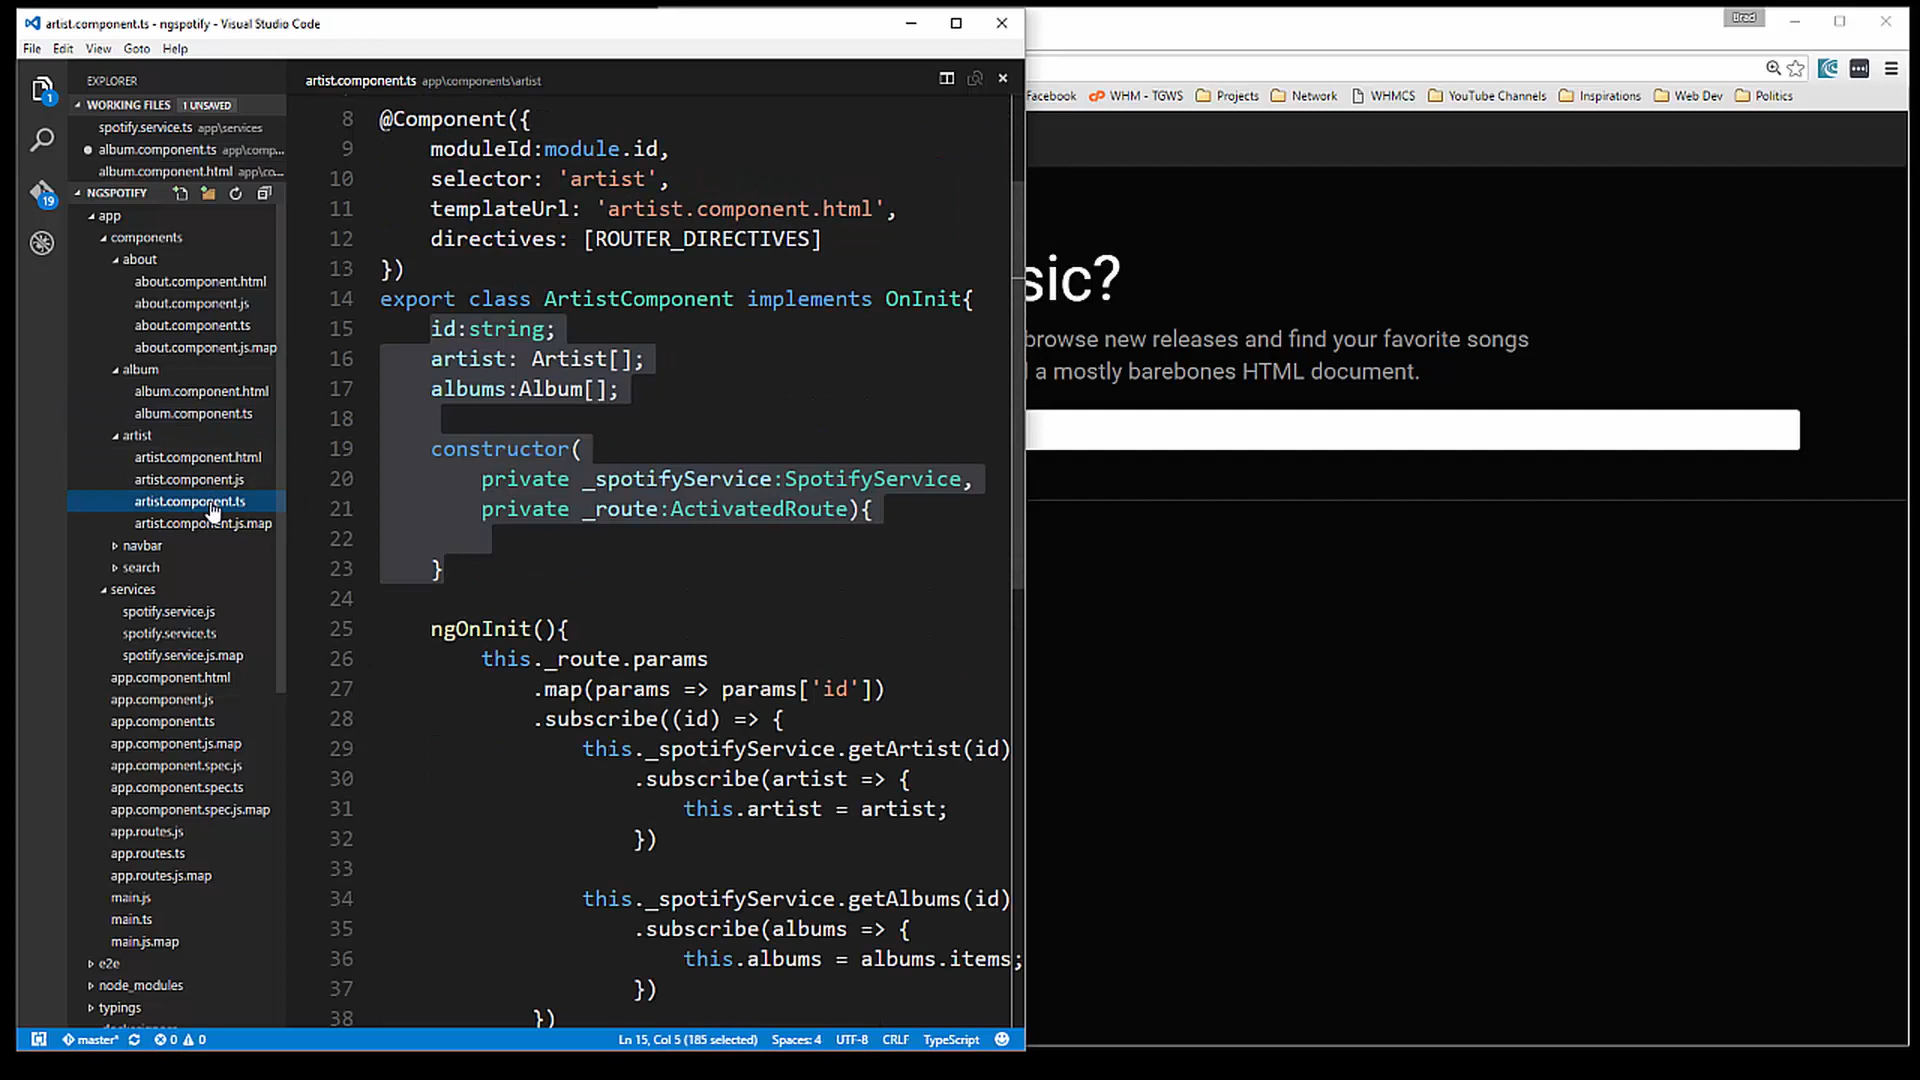 artist.component.ts - ngspotify - Visual Studio Code
File Edit View Goto Help
EXPLORER
WORKING FILES 1 UNSAVED
spotify.service.ts app\services
album.component.ts app\comp...
album.component.html app\co...
NGSPOTIFY
app
components
about
about.component.html
about.component.js
about.component.ts
about.component.js.map
album
album.component.html
album.component.ts
artist
artist.component.html
artist.component.js
artist.component.ts
artist.component.js.map
navbar
search
services
spotify.service.js
spotify.service.ts
spotify.service.js.map
app.component.html
app.component.js
app.component.ts
app.component.js.map
app.component.spec.js
app.component.spec.ts
app.component.spec.js.map
app.routes.js
app.routes.ts
app.routes.js.map
main.js
main.ts
main.js.map
e2e
node_modules
typings
1
19
artist.component.ts app\components\artist
8 @Component({
9 moduleId:module.id,
10 selector: 'artist',
11 templateUrl: 'artist.component.html',
12 directives: [ROUTER_DIRECTIVES]
13 })
14 export class ArtistComponent implements OnInit{
15 id:string;
16 artist: Artist[];
17 albums:Album[];
18
19 constructor(
20 private _spotifyService:SpotifyService,
21 private _route:ActivatedRoute){
22
23 }
24
25 ngOnInit(){
26 this._route.params
27 .map(params => params['id'])
28 .subscribe((id) => {
29 this._spotifyService.getArtist(id)
30 .subscribe(artist => {
31 this.artist = artist;
32 })
33
34 this._spotifyService.getAlbums(id)
35 .subscribe(albums => {
36 this.albums = albums.items;
37 })
38 })
master* 0 0 Ln 15, Col 5 (185 selected) Spaces: 4 UTF-8 CRLF TypeScript
Brad
Facebook WHM - TGWS Projects Network WHMCS YouTube Channels Inspirations Web Dev Politics
sic?
browse new releases and find your favorite songs
a mostly barebones HTML document.